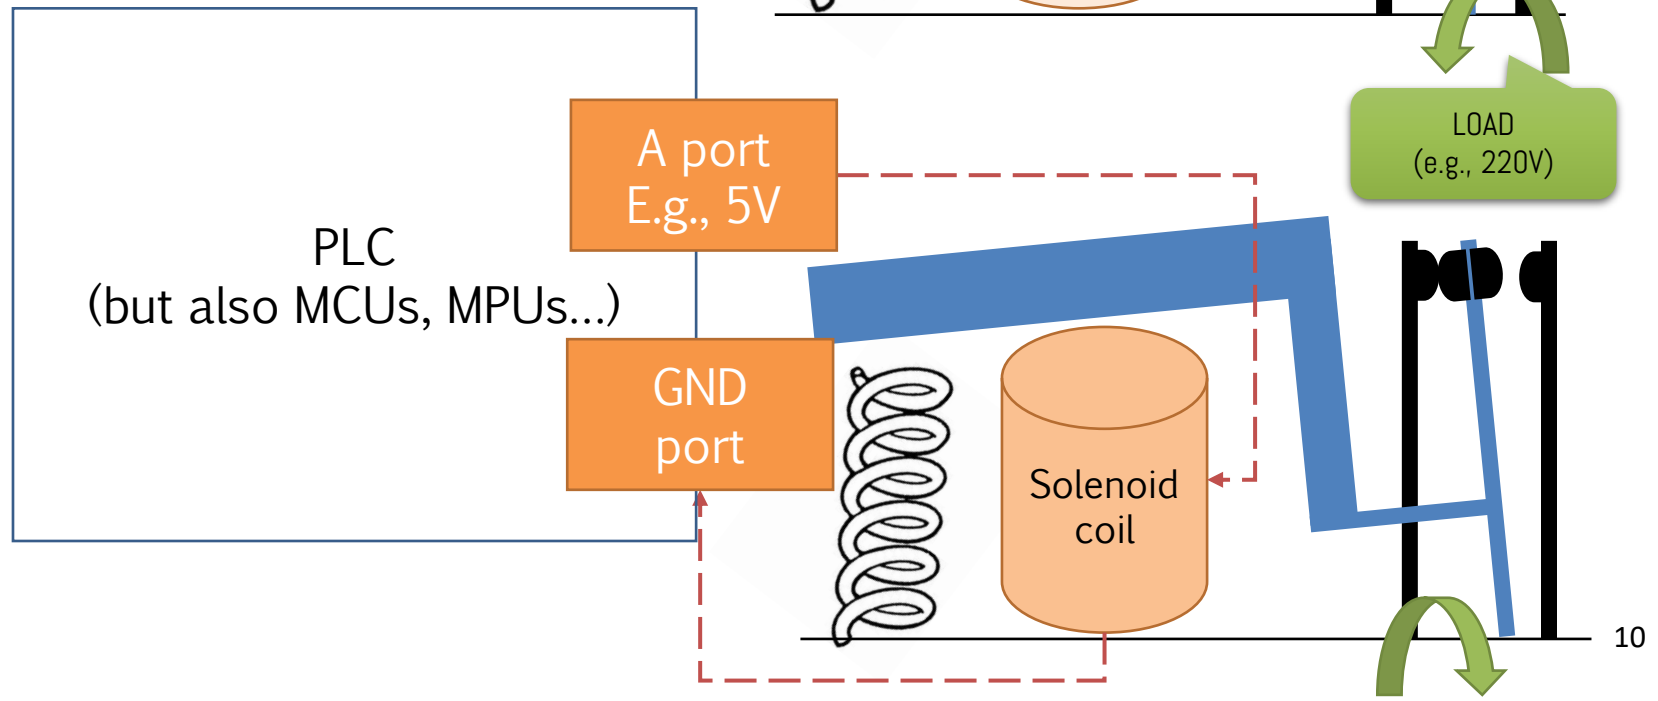 LOAD
(e.g., 220V)
A port
E.g., 5V
PLC
(but also MCUs, MPUs...)
GND
port
Solenoid
coil
10